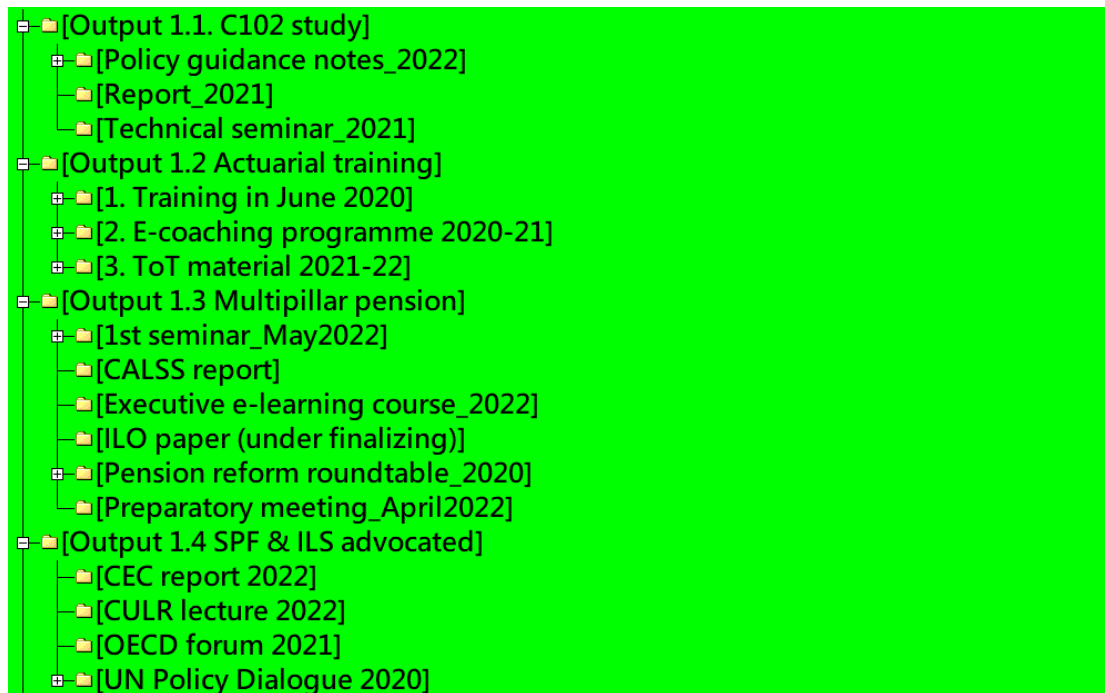 [Output 1.1. C102 study]
[Policy guidance notes_2022]
[Report_2021]
[Technical seminar_2021]
[Output 1.2 Actuarial training]
[1. Training in June 2020]
[2. E-coaching programme 2020-21]
[3. ToT material 2021-22]
[Output 1.3 Multipillar pension]
[1st seminar_May2022]
[CALSS report]
[Executive e-learning course_2022]
[ILO paper (under finalizing)]
[Pension reform roundtable_2020]
[Preparatory meeting_April2022]
[Output 1.4 SPF & ILS advocated]
[CEC report 2022]
[CULR lecture 2022]
[OECD forum 2021]
[UN Policy Dialogue 2020]